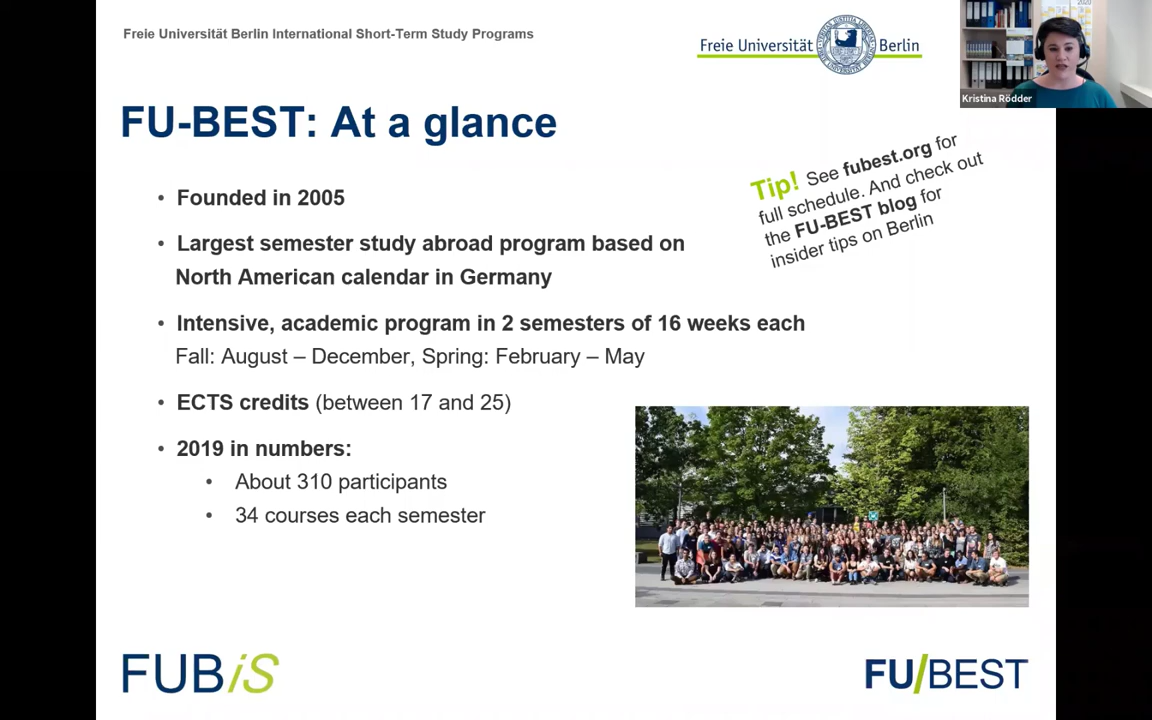 Freie Universität Berlin International Short-Term Study Programs
Freie Universität Berlin
Kristina Rödder
FU-BEST: At a glance
Tip! See fubest.org for
full schedule. And check out
the FU-BEST blog for
insider tips on Berlin
• Founded in 2005
• Largest semester study abroad program based on
North American calendar in Germany
• Intensive, academic program in 2 semesters of 16 weeks each
Fall: August – December, Spring: February – May
• ECTS credits (between 17 and 25)
• 2019 in numbers:
• About 310 participants
• 34 courses each semester
FUBiS
FU/BEST